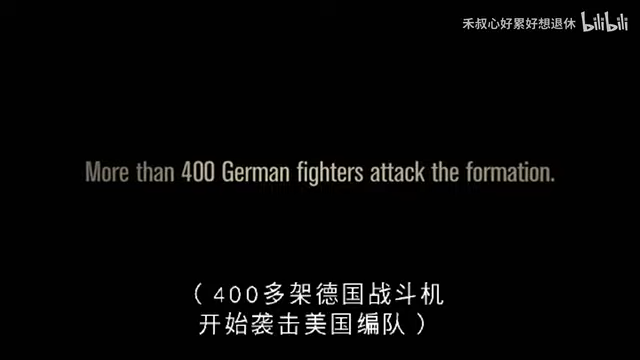 禾叔心好累好想退休 bilibili
More than 400 German fighters attack the formation.
（400多架德国战斗机
开始袭击美国编队）